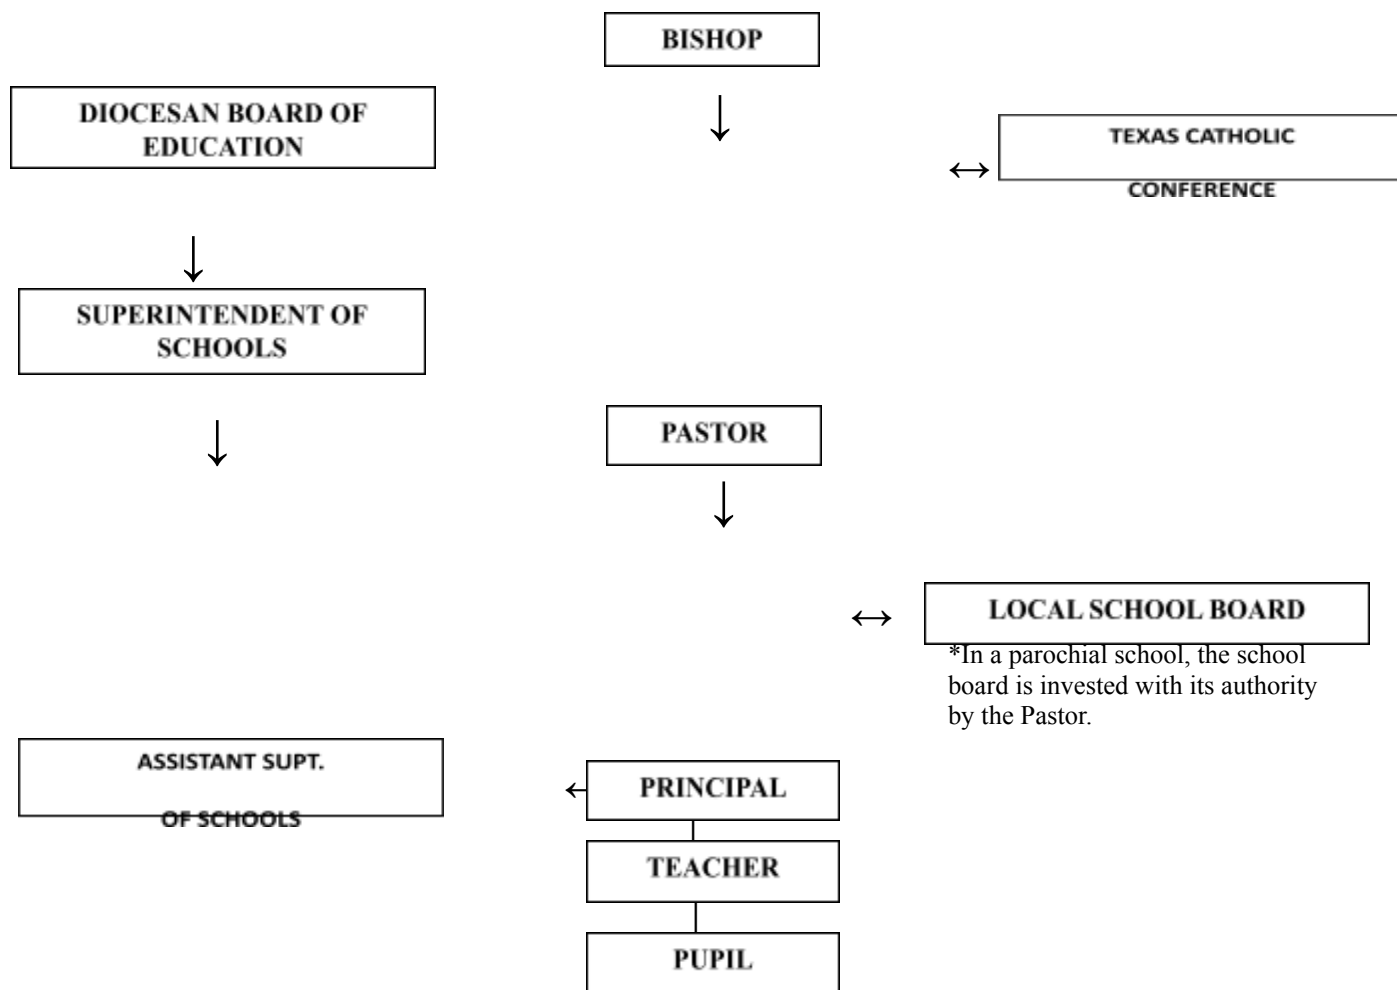 BISHOP
DIOCESAN BOARD OF
EDUCATION
TEXAS CATHOLIC
CONFERENCE
SUPERINTENDENT OF
SCHOOLS
PASTOR
LOCAL SCHOOL BOARD
*In a parochial school, the school
board is invested with its authority
by the Pastor.
ASSISTANT SUPT.
OF SCHOOLS
PRINCIPAL
TEACHER
PUPIL